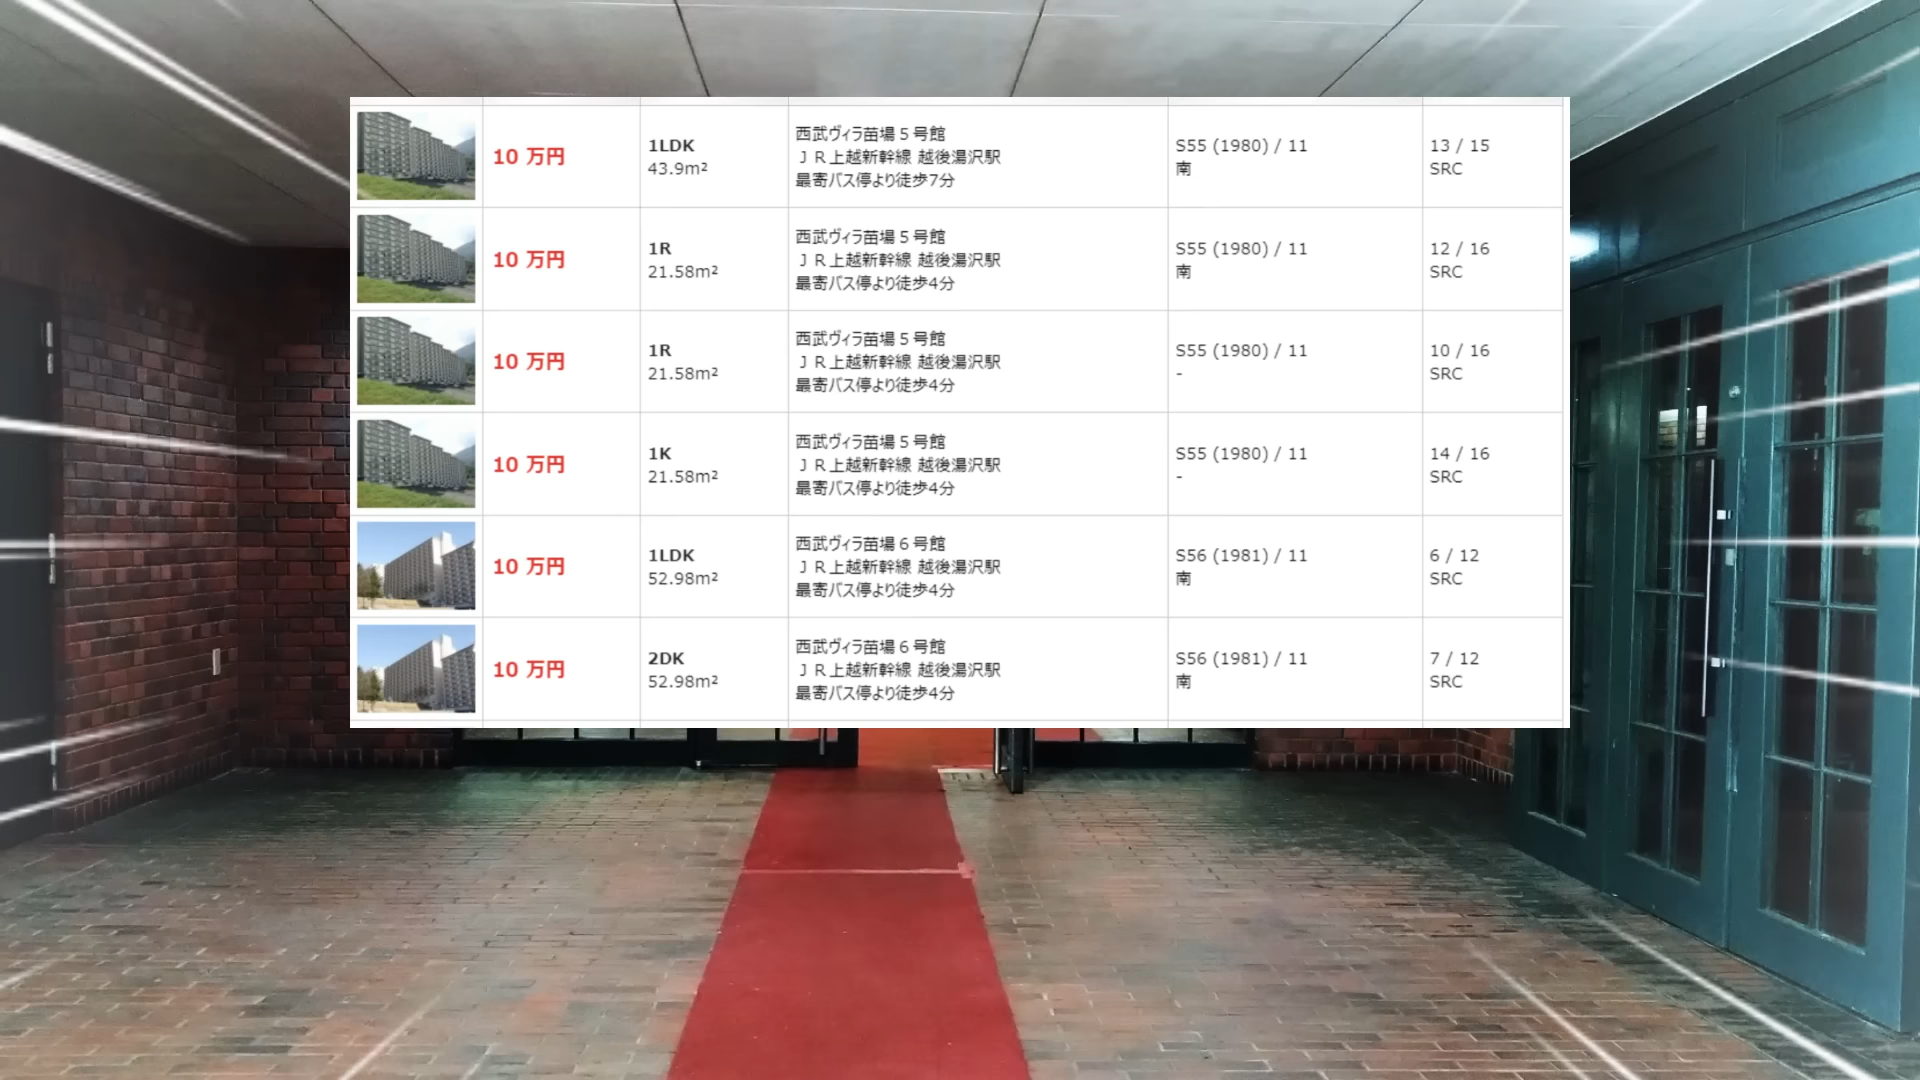 10 万円
1LDK
43.9m²
西武ヴィラ苗場５号館
ＪＲ上越新幹線 越後湯沢駅
最寄バス停より徒歩7分
S55 (1980) / 11
南
13 / 15
SRC
10 万円
1R
21.58m²
西武ヴィラ苗場５号館
ＪＲ上越新幹線 越後湯沢駅
最寄バス停より徒歩4分
S55 (1980) / 11
南
12 / 16
SRC
10 万円
1R
21.58m²
西武ヴィラ苗場５号館
ＪＲ上越新幹線 越後湯沢駅
最寄バス停より徒歩4分
S55 (1980) / 11
-
10 / 16
SRC
10 万円
1K
21.58m²
西武ヴィラ苗場５号館
ＪＲ上越新幹線 越後湯沢駅
最寄バス停より徒歩4分
S55 (1980) / 11
-
14 / 16
SRC
10 万円
1LDK
52.98m²
西武ヴィラ苗場６号館
ＪＲ上越新幹線 越後湯沢駅
最寄バス停より徒歩4分
S56 (1981) / 11
南
6 / 12
SRC
10 万円
2DK
52.98m²
西武ヴィラ苗場６号館
ＪＲ上越新幹線 越後湯沢駅
最寄バス停より徒歩4分
S56 (1981) / 11
南
7 / 12
SRC